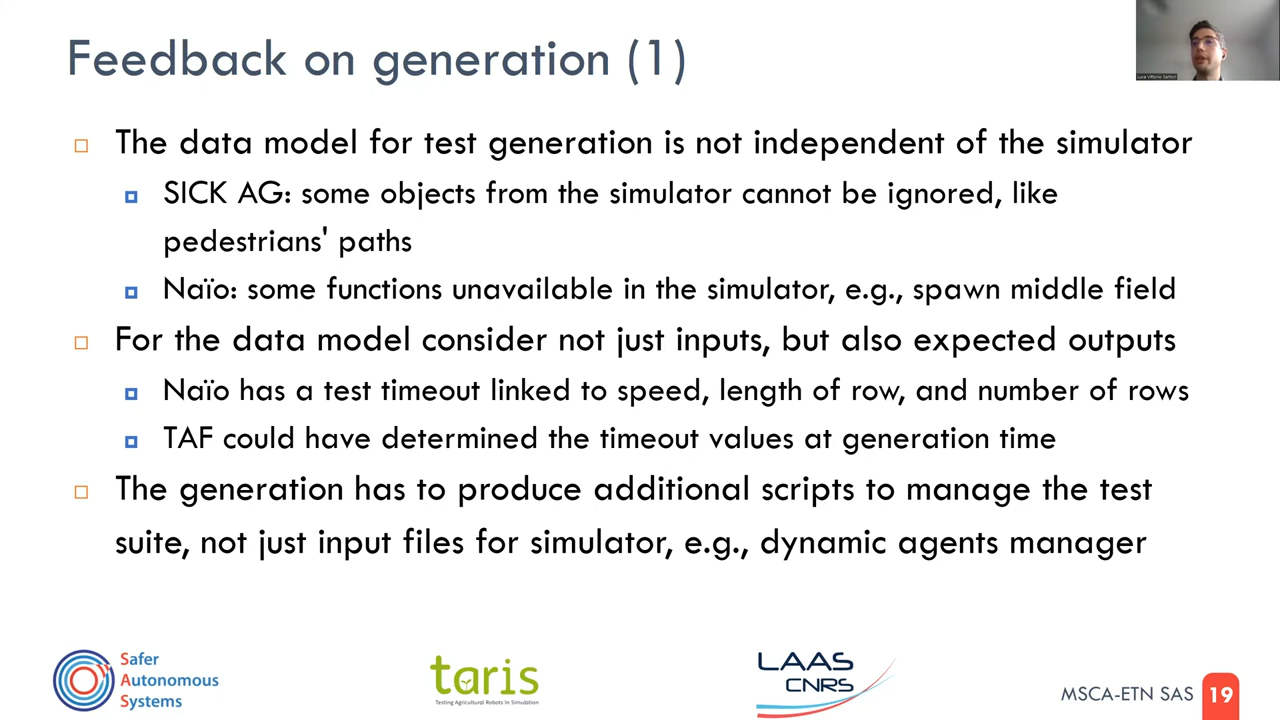 Feedback on generation (1)
Luca Vittorio Sartori
The data model for test generation is not independent of the simulator
SICK AG: some objects from the simulator cannot be ignored, like
pedestrians' paths
Naïo: some functions unavailable in the simulator, e.g., spawn middle field
For the data model consider not just inputs, but also expected outputs
Naïo has a test timeout linked to speed, length of row, and number of rows
TAF could have determined the timeout values at generation time
The generation has to produce additional scripts to manage the test
suite, not just input files for simulator, e.g., dynamic agents manager
Safer
Autonomous
Systems
taris
Testing Agricultural Robots In Simulation
LAAS
CNRS
MSCA-ETN SAS 19